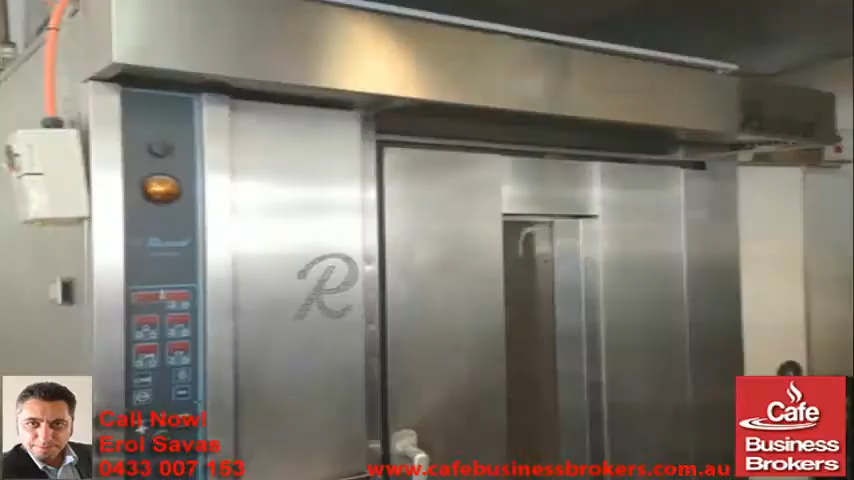 R
Call Now!
Erol Savas
0433 007 153
www.cafebusinessbrokers.com.au
Cafe
Business
Brokers